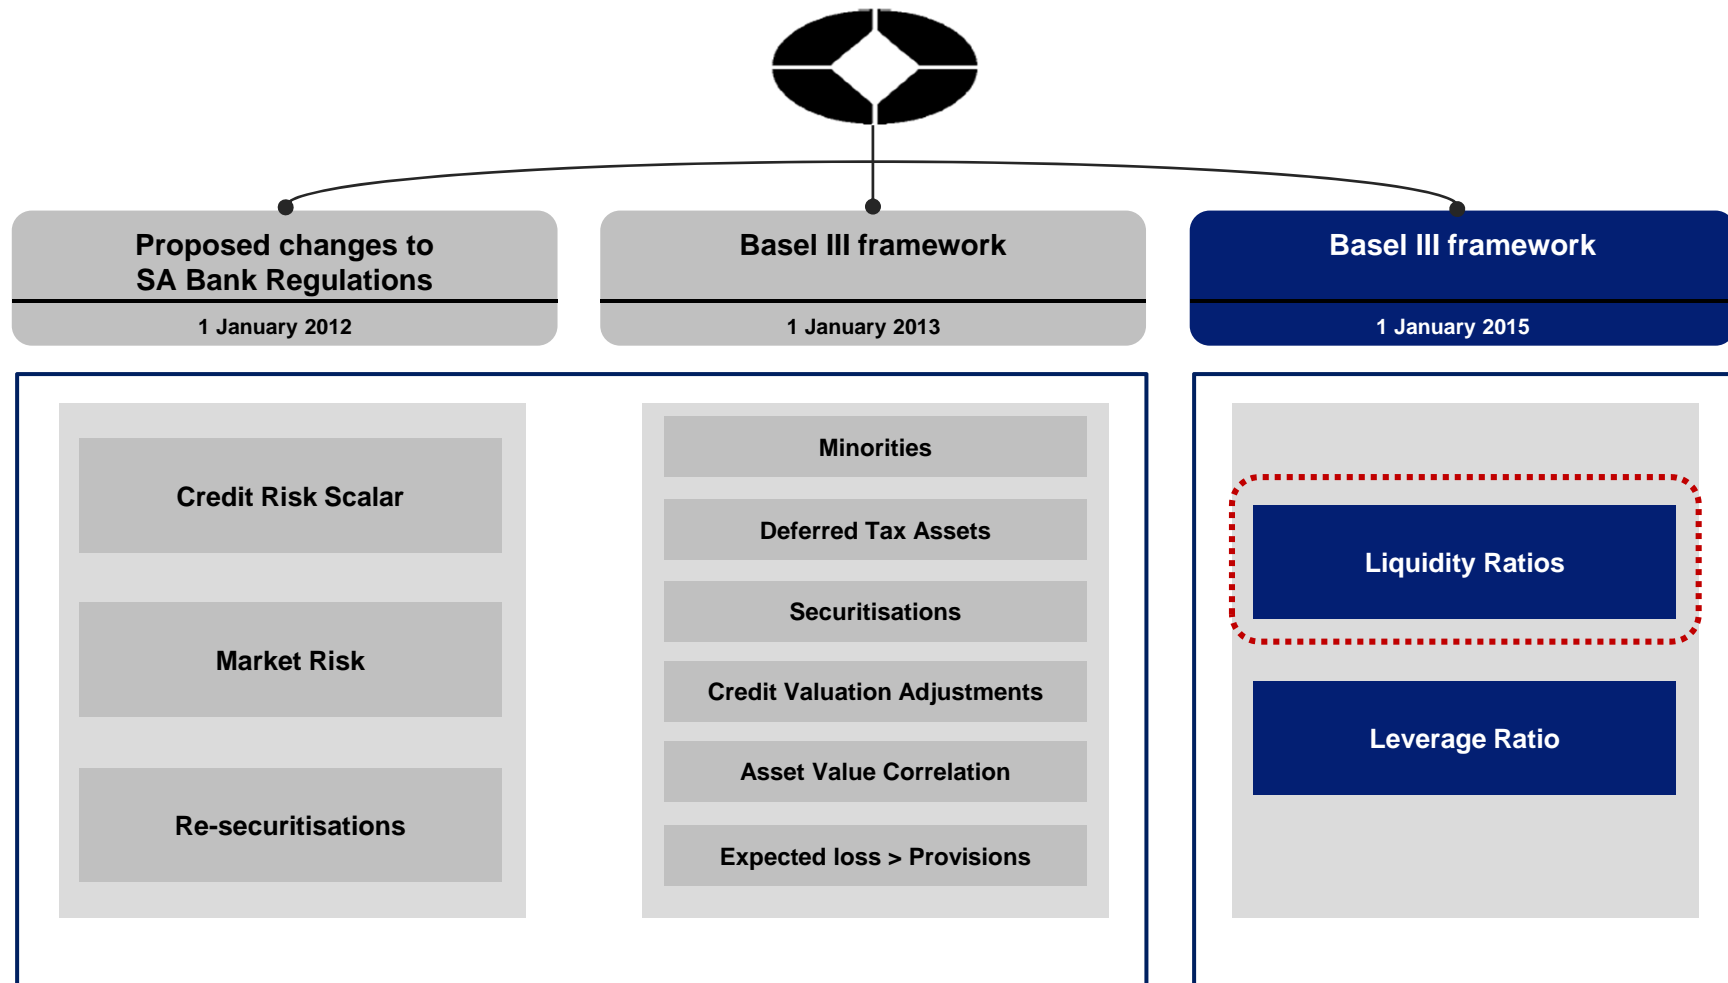 Proposed changes to
SA Bank Regulations
1 January 2012
Basel III framework
1 January 2013
Basel III framework
1 January 2015
Credit Risk Scalar
Market Risk
Re-securitisations
Minorities
Deferred Tax Assets
Securitisations
Credit Valuation Adjustments
Asset Value Correlation
Expected loss > Provisions
Liquidity Ratios
Leverage Ratio